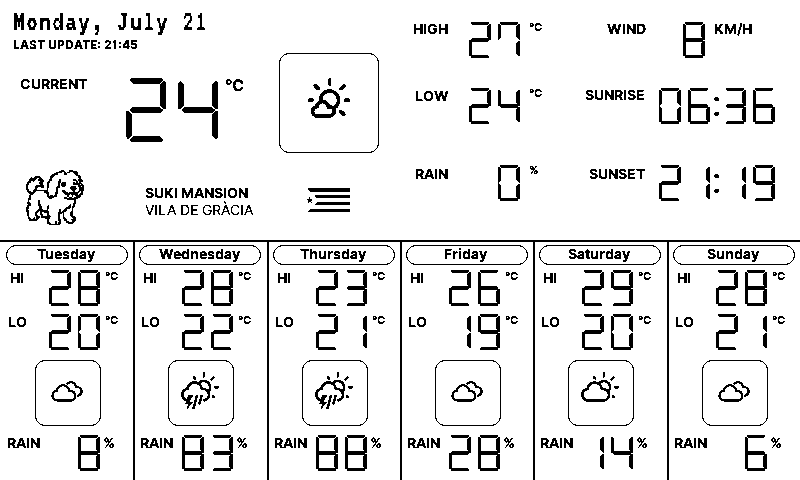 Monday, July 21
LAST UPDATE: 21:45
CURRENT 24 °C
HIGH 27 °C
LOW 24 °C
RAIN 0 %
WIND 8 KM/H
SUNRISE 06:36
SUNSET 21:19
SUKI MANSION
VILA DE GRÀCIA
Tuesday
HI 28 °C
LO 20 °C
RAIN 8 %
Wednesday
HI 28 °C
LO 22 °C
RAIN 83 %
Thursday
HI 23 °C
LO 21 °C
RAIN 88 %
Friday
HI 26 °C
LO 19 °C
RAIN 28 %
Saturday
HI 29 °C
LO 20 °C
RAIN 14 %
Sunday
HI 28 °C
LO 21 °C
RAIN 6 %